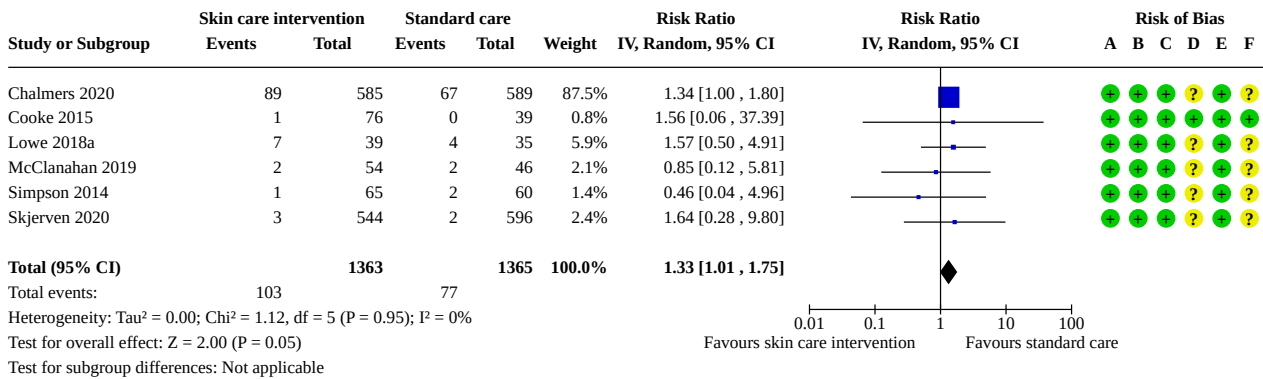 Skin care intervention Standard care Risk Ratio Risk Ratio Risk of Bias
Study or Subgroup Events Total Events Total Weight IV, Random, 95% CI IV, Random, 95% CI A B C D E F
Chalmers 2020 89 585 67 589 87.5% 1.34 [1.00 , 1.80] + + + ? + ?
Cooke 2015 1 76 0 39 0.8% 1.56 [0.06 , 37.39] + + + + + +
Lowe 2018a 7 39 4 35 5.9% 1.57 [0.50 , 4.91] + + + ? + ?
McClanahan 2019 2 54 2 46 2.1% 0.85 [0.12 , 5.81] + + + ? + ?
Simpson 2014 1 65 2 60 1.4% 0.46 [0.04 , 4.96] + + + ? + ?
Skjerven 2020 3 544 2 596 2.4% 1.64 [0.28 , 9.80] + + + ? + ?
Total (95% CI) 1363 1365 100.0% 1.33 [1.01 , 1.75]
Total events: 103 77
Heterogeneity: Tau² = 0.00; Chi² = 1.12, df = 5 (P = 0.95); I² = 0%
0.01 0.1 1 10 100
Test for overall effect: Z = 2.00 (P = 0.05) Favours skin care intervention Favours standard care
Test for subgroup differences: Not applicable